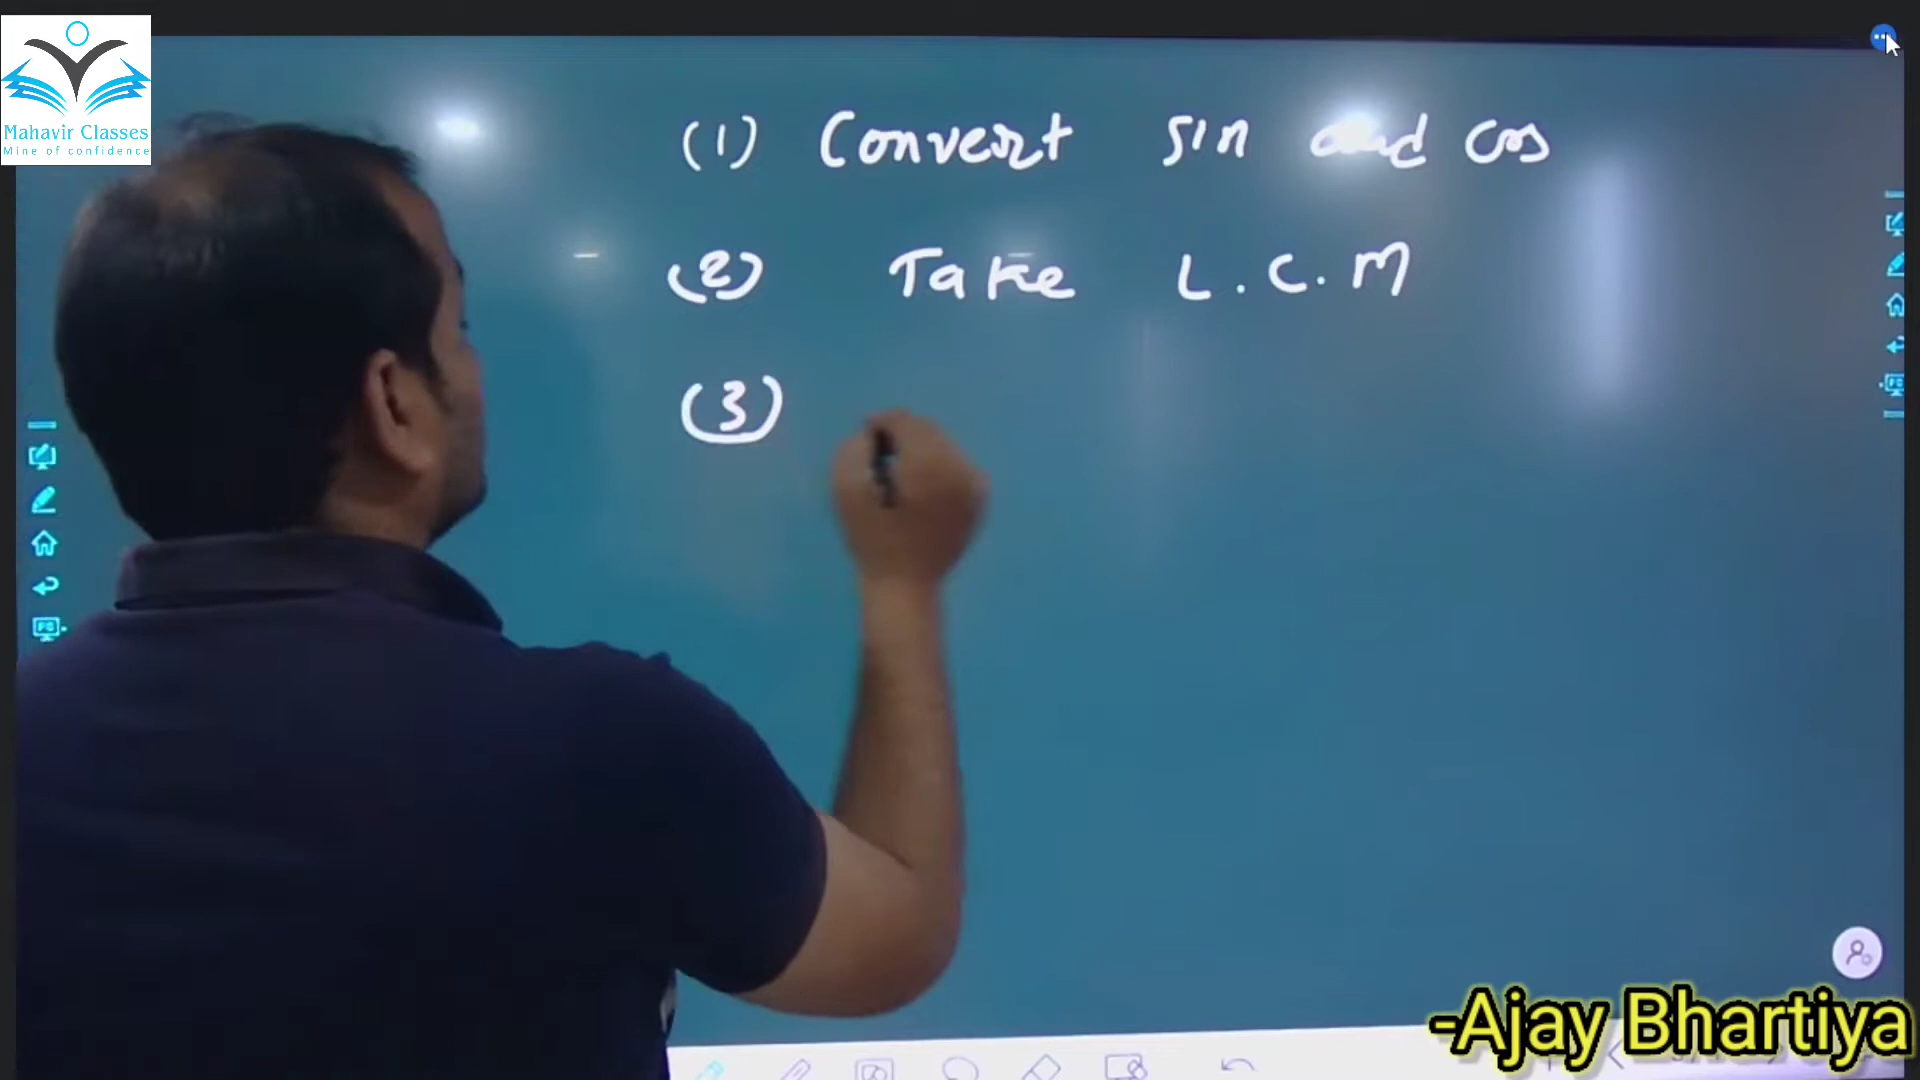 Mahavir Classes
Mine of confidence
(1) Convert sin and cos
(2) Take L.C.M
(3)
-Ajay Bhartiya